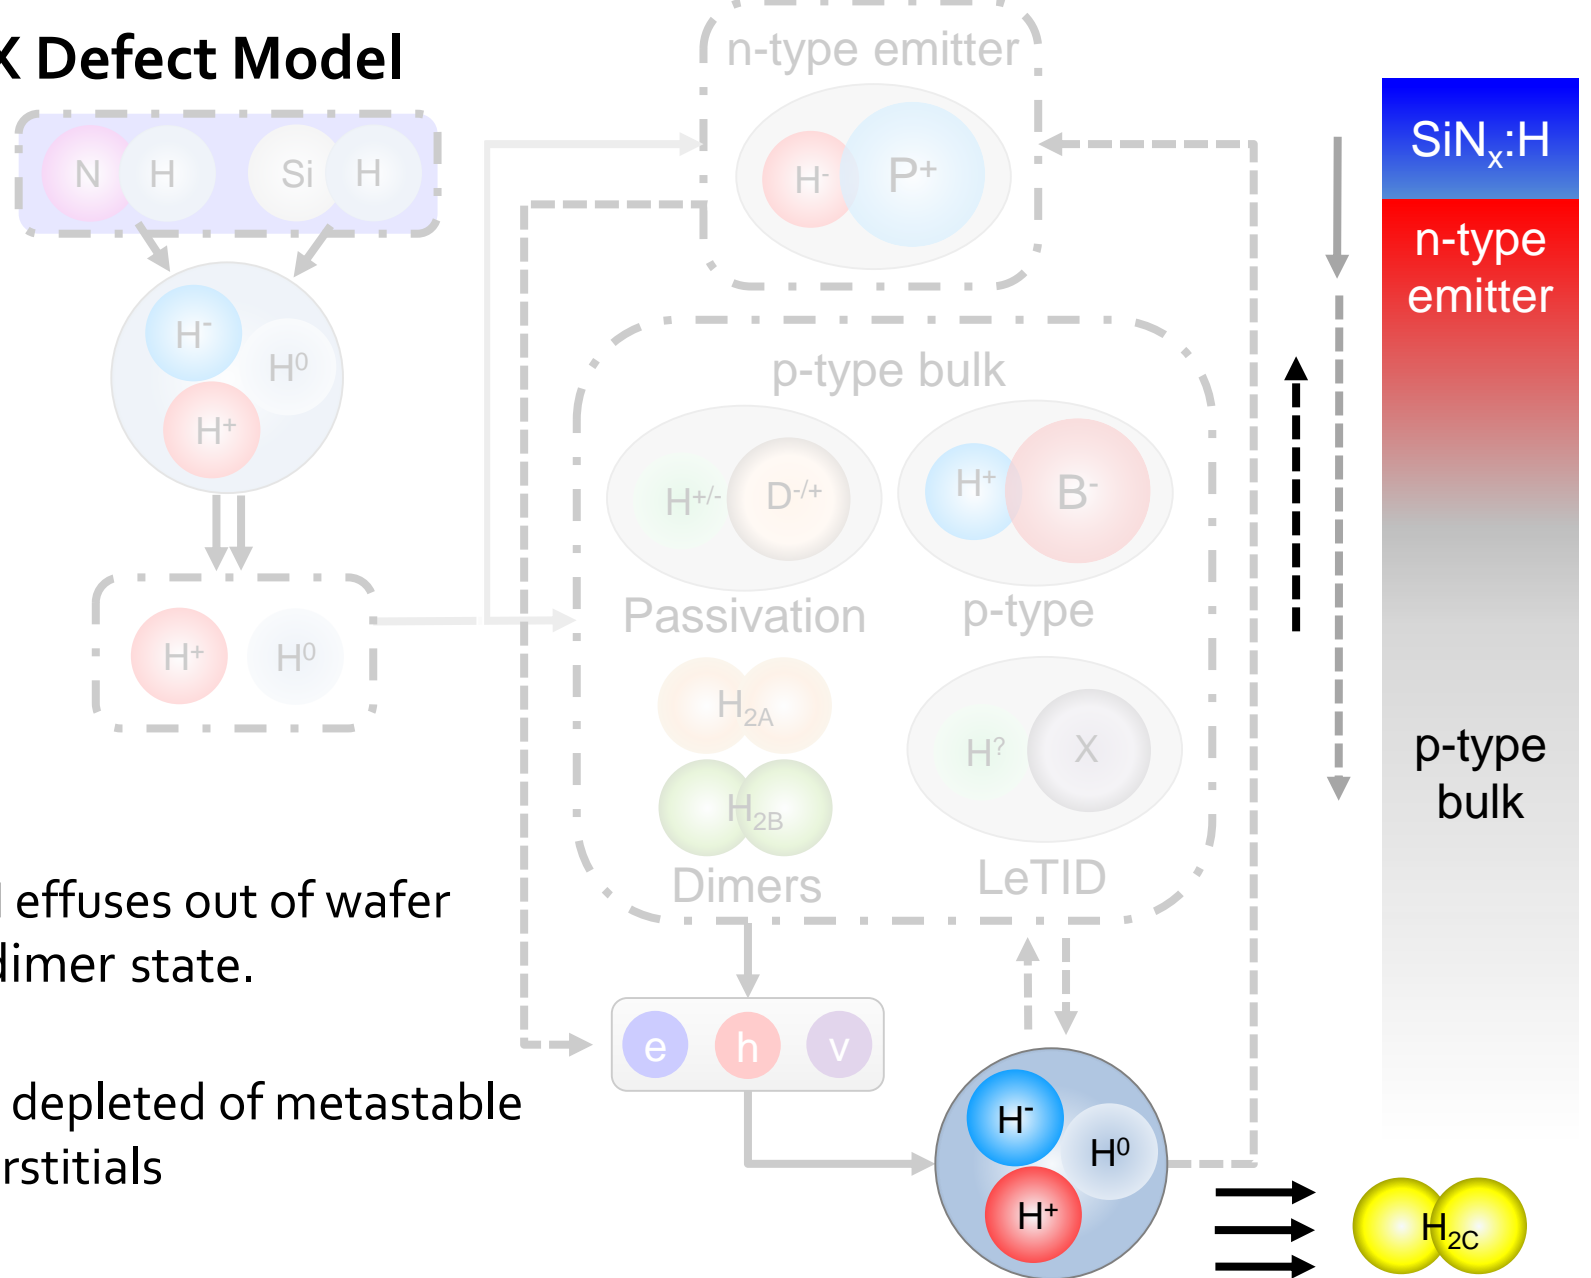 X Defect Model
N H Si H
H⁻
H⁰
H⁺
H⁺ H⁰
n-type emitter
H⁻ P⁺
p-type bulk
H⁺/⁻ D⁻/⁺
Passivation
H⁺ B⁻
p-type
H₂A
H₂B
Dimers
H? X
LeTID
effuses out of wafer
dimer state.
depleted of metastable
rstitials
e h v
H⁻
H⁰
H⁺
H₂C
SiNₓ:H
n-type
emitter
p-type
bulk